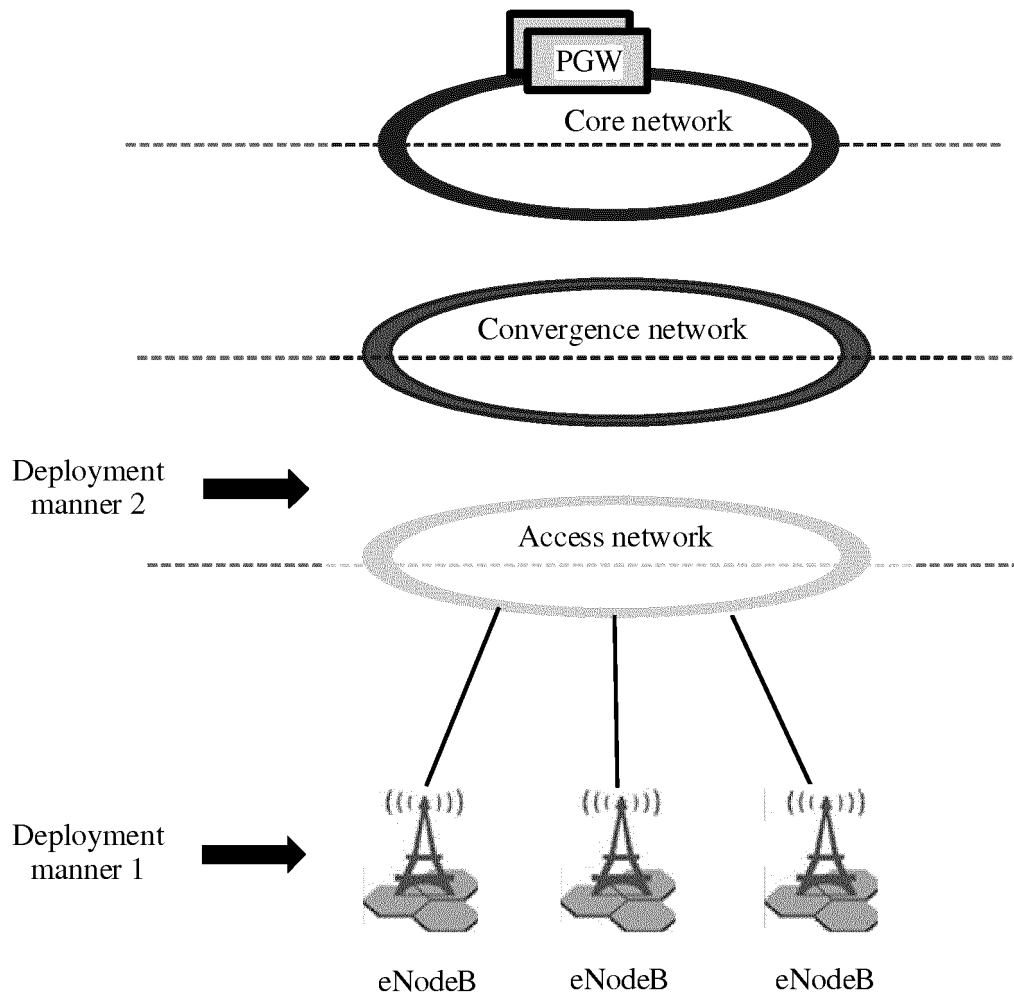 PGW
Core network
Convergence network
Deployment
manner 2
Access network
Deployment
manner 1
eNodeB
eNodeB
eNodeB